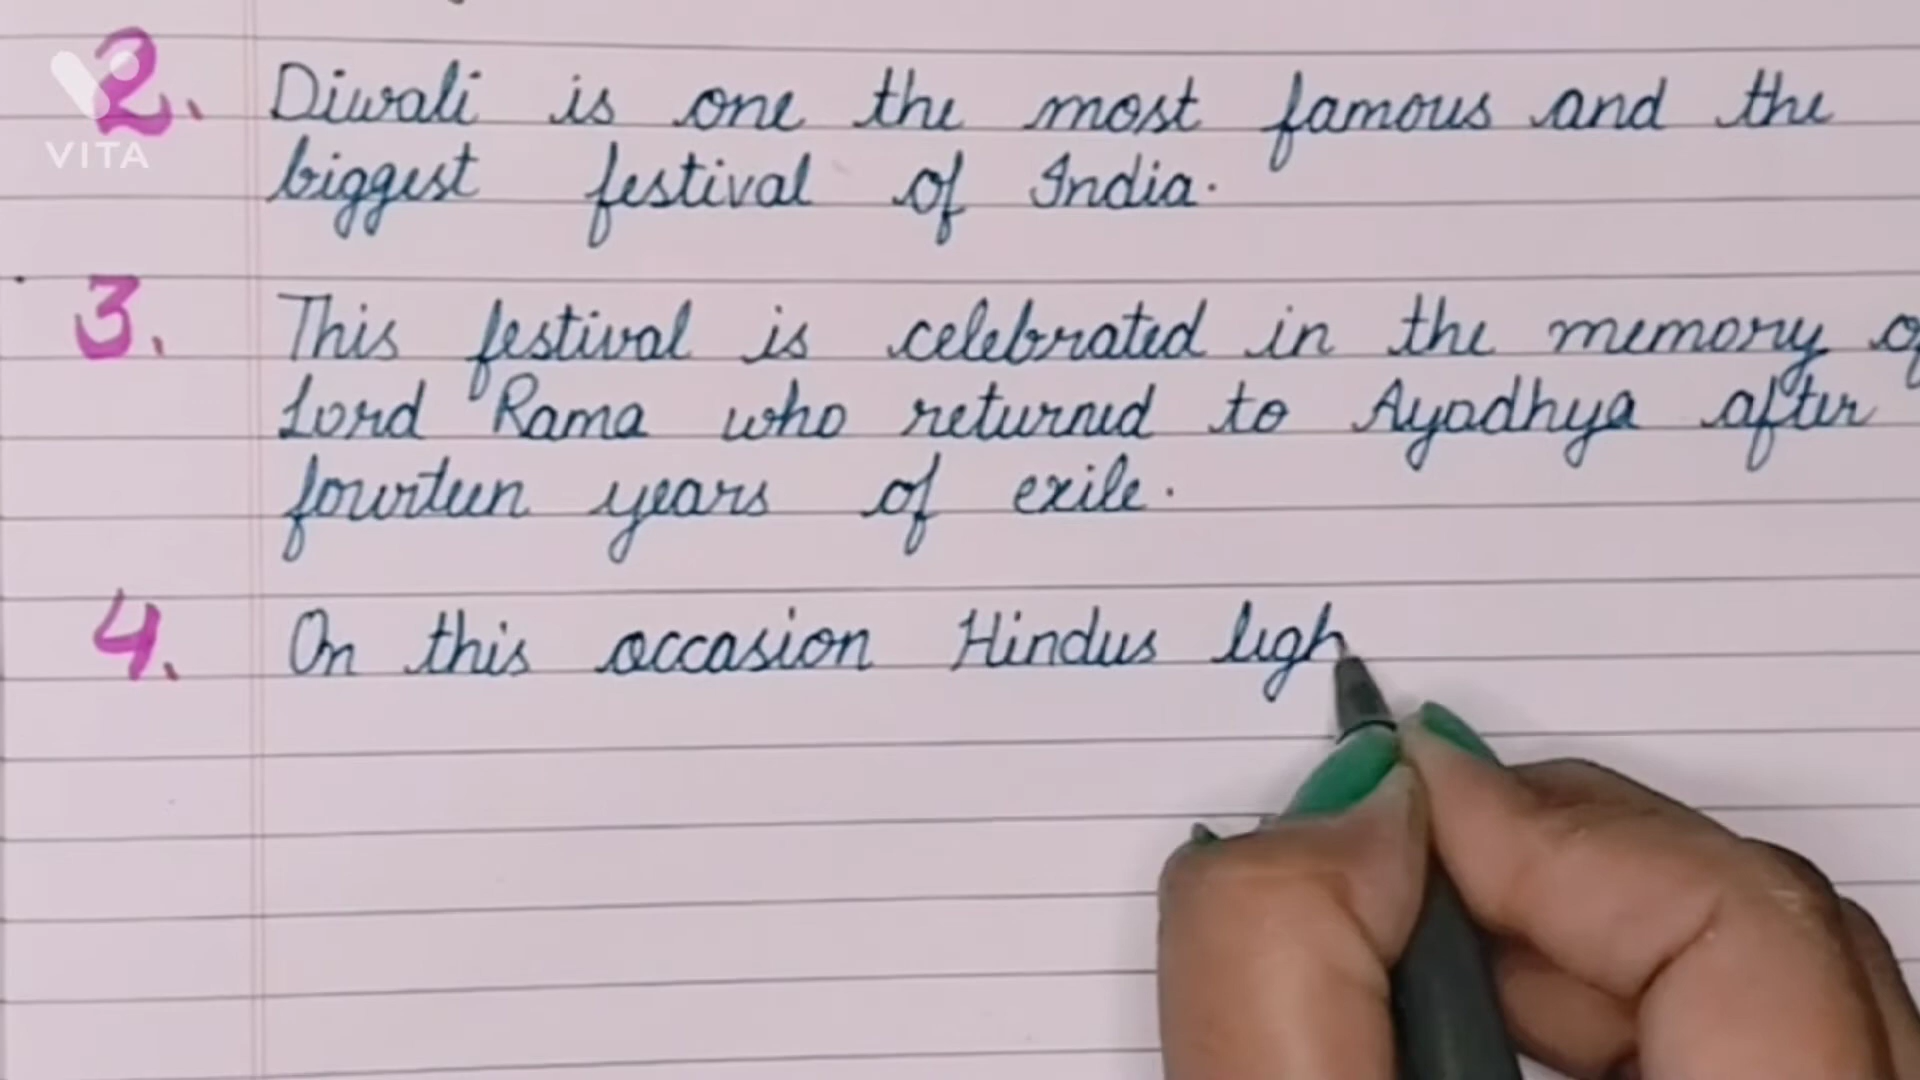 2. Diwali is one the most famous and the
biggest festival of India.
3. This festival is celebrated in the memory of
Lord Rama who returned to Ayodhya after
fourteen years of exile.
4. On this occasion Hindus ligh
VITA